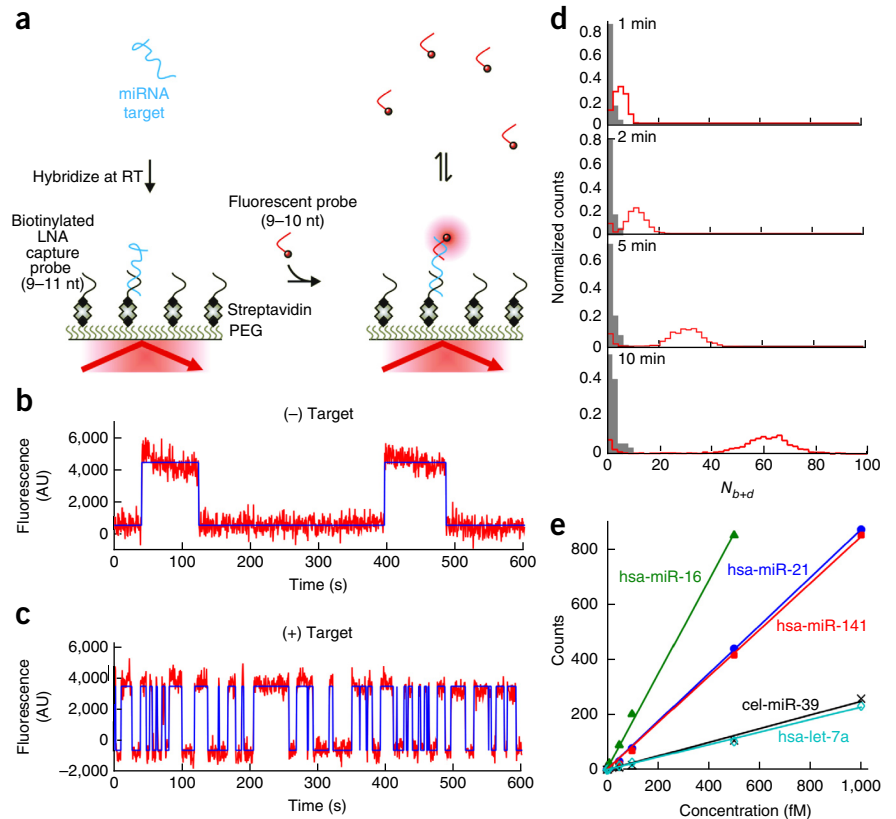 a
miRNA
target
Hybridize at RT
Biotinylated
LNA
capture
probe
(9–11 nt)
Fluorescent probe
(9–10 nt)
Streptavidin
PEG
b
(–) Target
Fluorescence
(AU)
6,000
4,000
2,000
0
0 100 200 300 400 500 600
Time (s)
c
(+) Target
Fluorescence
(AU)
6,000
4,000
2,000
0
–2,000
0 100 200 300 400 500 600
Time (s)
d
Normalized counts
1 min
0.8
0.6
0.4
0.2
0
2 min
0.8
0.6
0.4
0.2
0
5 min
0.6
0.4
0.2
0
10 min
0.4
0.2
0
0 20 40 60 80 100
Nb+d
e
Counts
800
600
400
200
0
hsa-miR-16
hsa-miR-21
hsa-miR-141
cel-miR-39
hsa-let-7a
0 200 400 600 800 1,000
Concentration (fM)